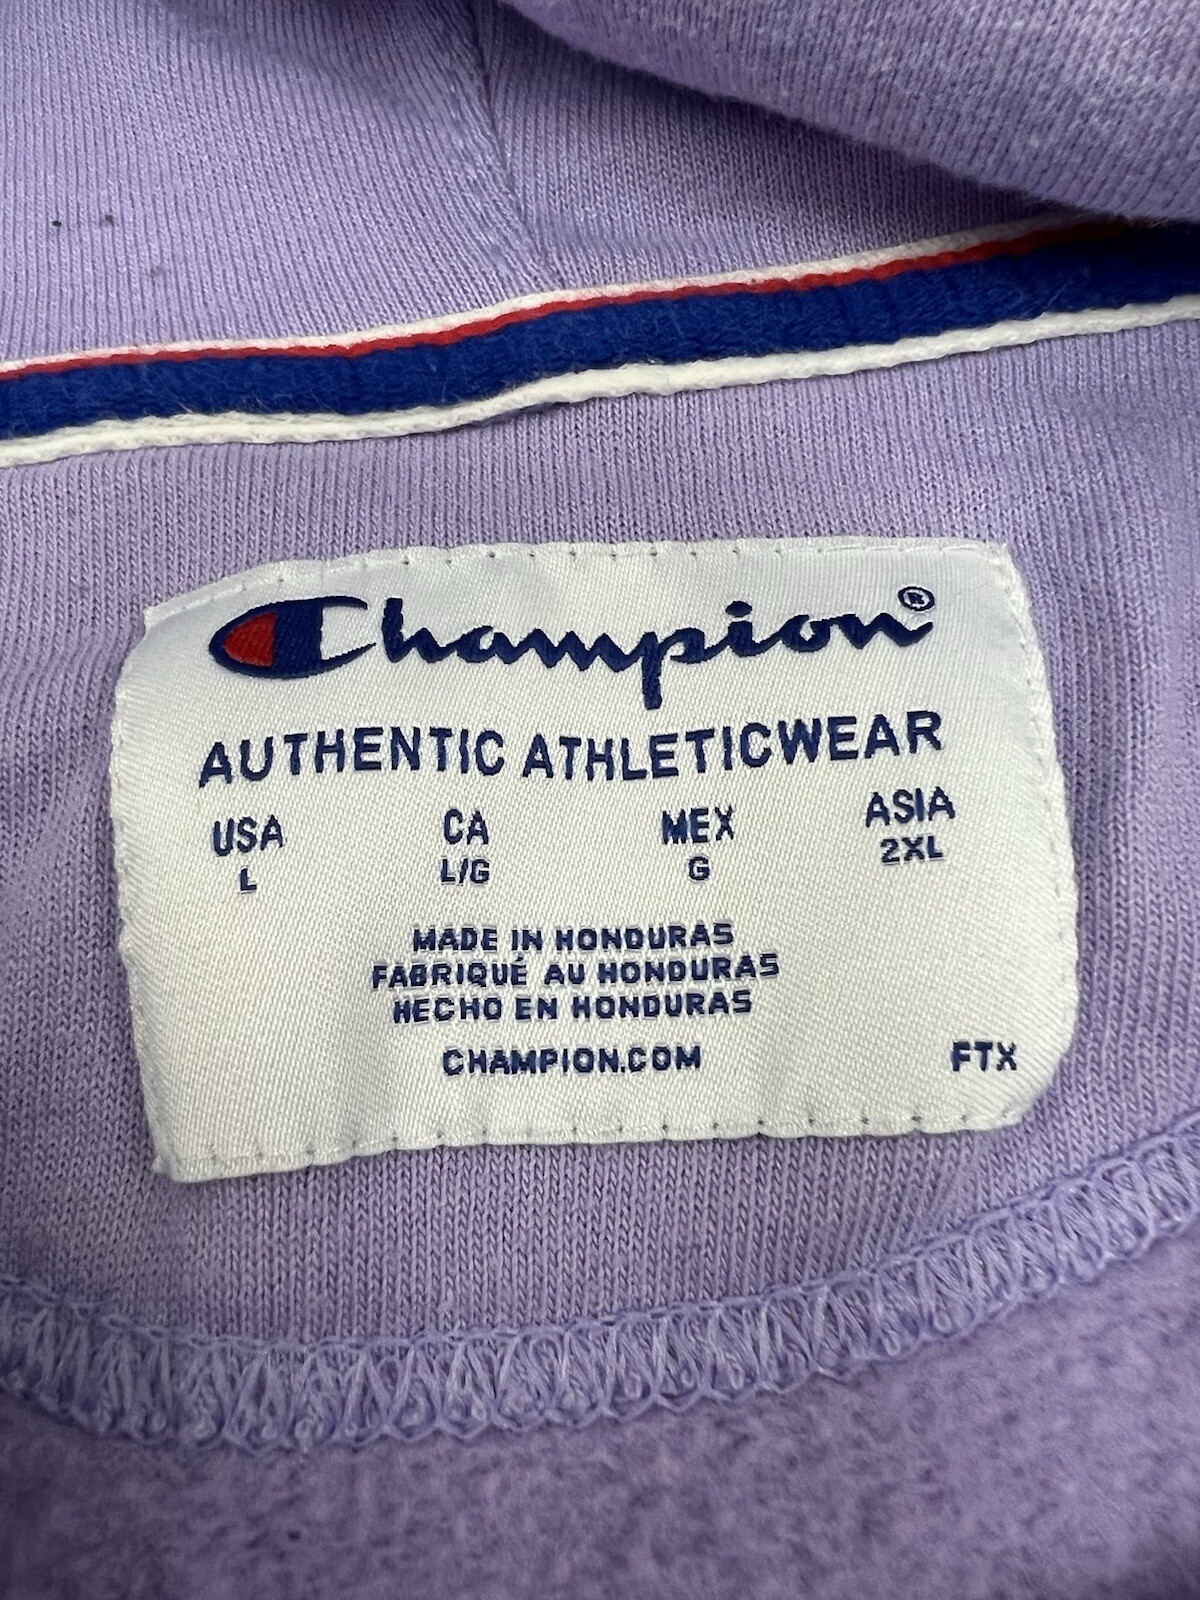 Champion®
AUTHENTIC ATHLETICWEAR
USA CA MEX ASIA
L L/G G 2XL
MADE IN HONDURAS
FABRIQUÉ AU HONDURAS
HECHO EN HONDURAS
CHAMPION.COM FTX